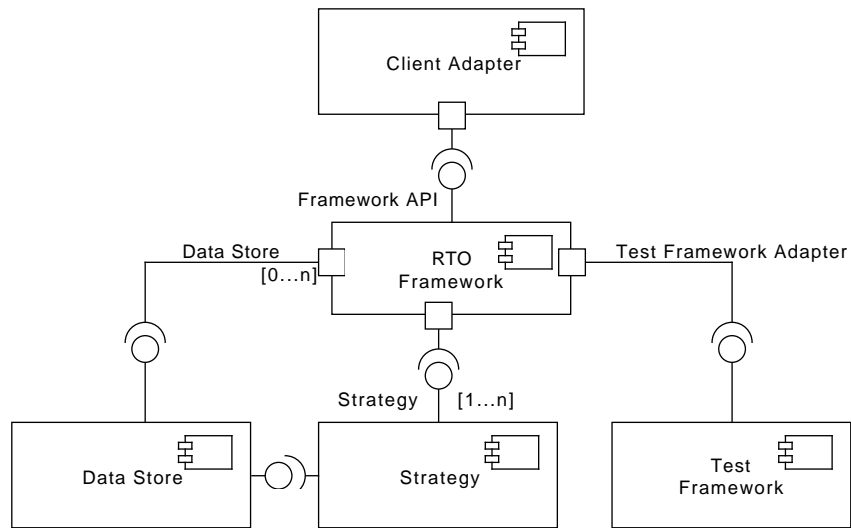 Client Adapter
Framework API
Data Store
[0...n]
RTO
Framework
Test Framework Adapter
Strategy
[1...n]
Data Store
Strategy
Test
Framework